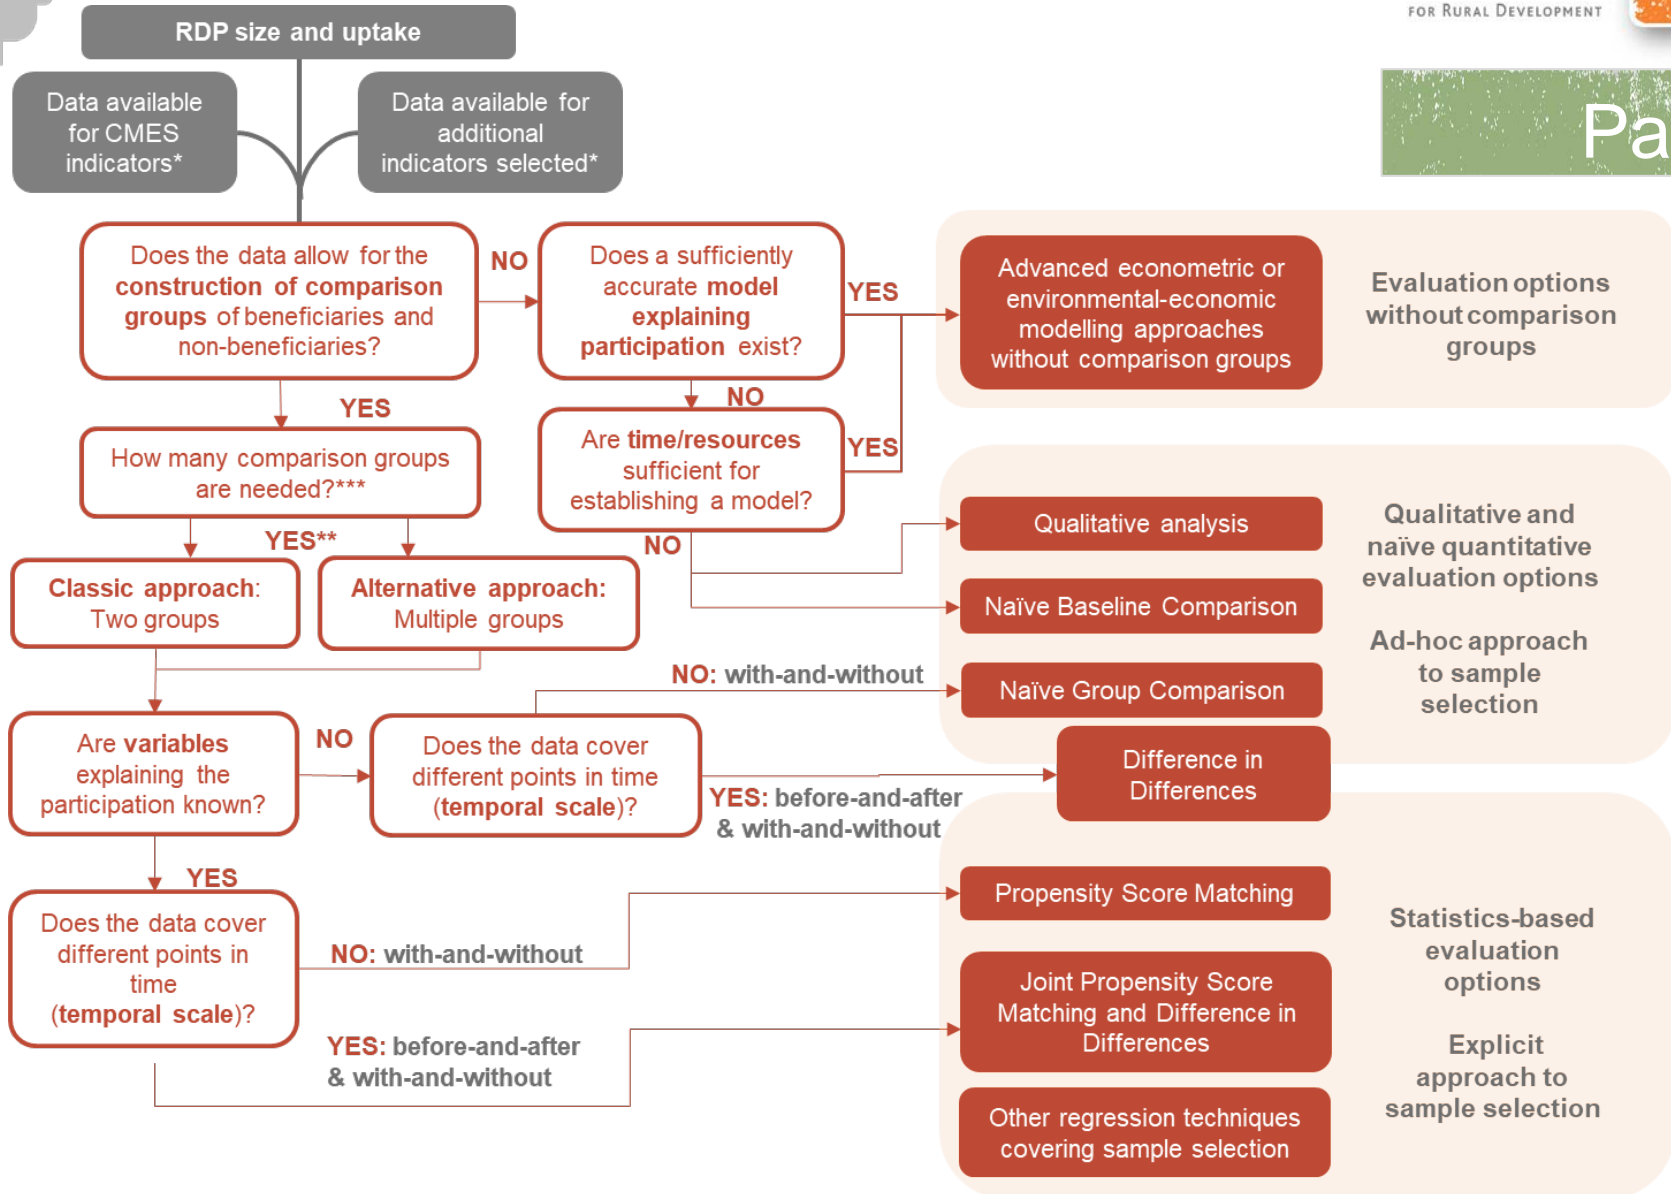 FOR RURAL DEVELOPMENT
RDP size and uptake
Data available
for CMES
indicators*
Data available for
additional
indicators selected*
Pa
Does the data allow for the
construction of comparison
groups of beneficiaries and
non-beneficiaries?
NO
Does a sufficiently
accurate model
explaining
participation exist?
YES
Advanced econometric or
environmental-economic
modelling approaches
without comparison groups
Evaluation options
without comparison
groups
YES
NO
How many comparison groups
are needed?***
Are time/resources
sufficient for
establishing a model?
YES
NO
YES**
Classic approach:
Two groups
Alternative approach:
Multiple groups
Qualitative analysis
Naïve Baseline Comparison
Qualitative and
naïve quantitative
evaluation options
Ad-hoc approach
to sample
selection
NO: with-and-without
Naïve Group Comparison
Are variables
explaining the
participation known?
NO
Does the data cover
different points in time
(temporal scale)?
YES: before-and-after
& with-and-without
Difference in
Differences
YES
Does the data cover
different points in
time
(temporal scale)?
NO: with-and-without
Propensity Score Matching
YES: before-and-after
& with-and-without
Joint Propensity Score
Matching and Difference in
Differences
Other regression techniques
covering sample selection
Statistics-based
evaluation
options
Explicit
approach to
sample selection